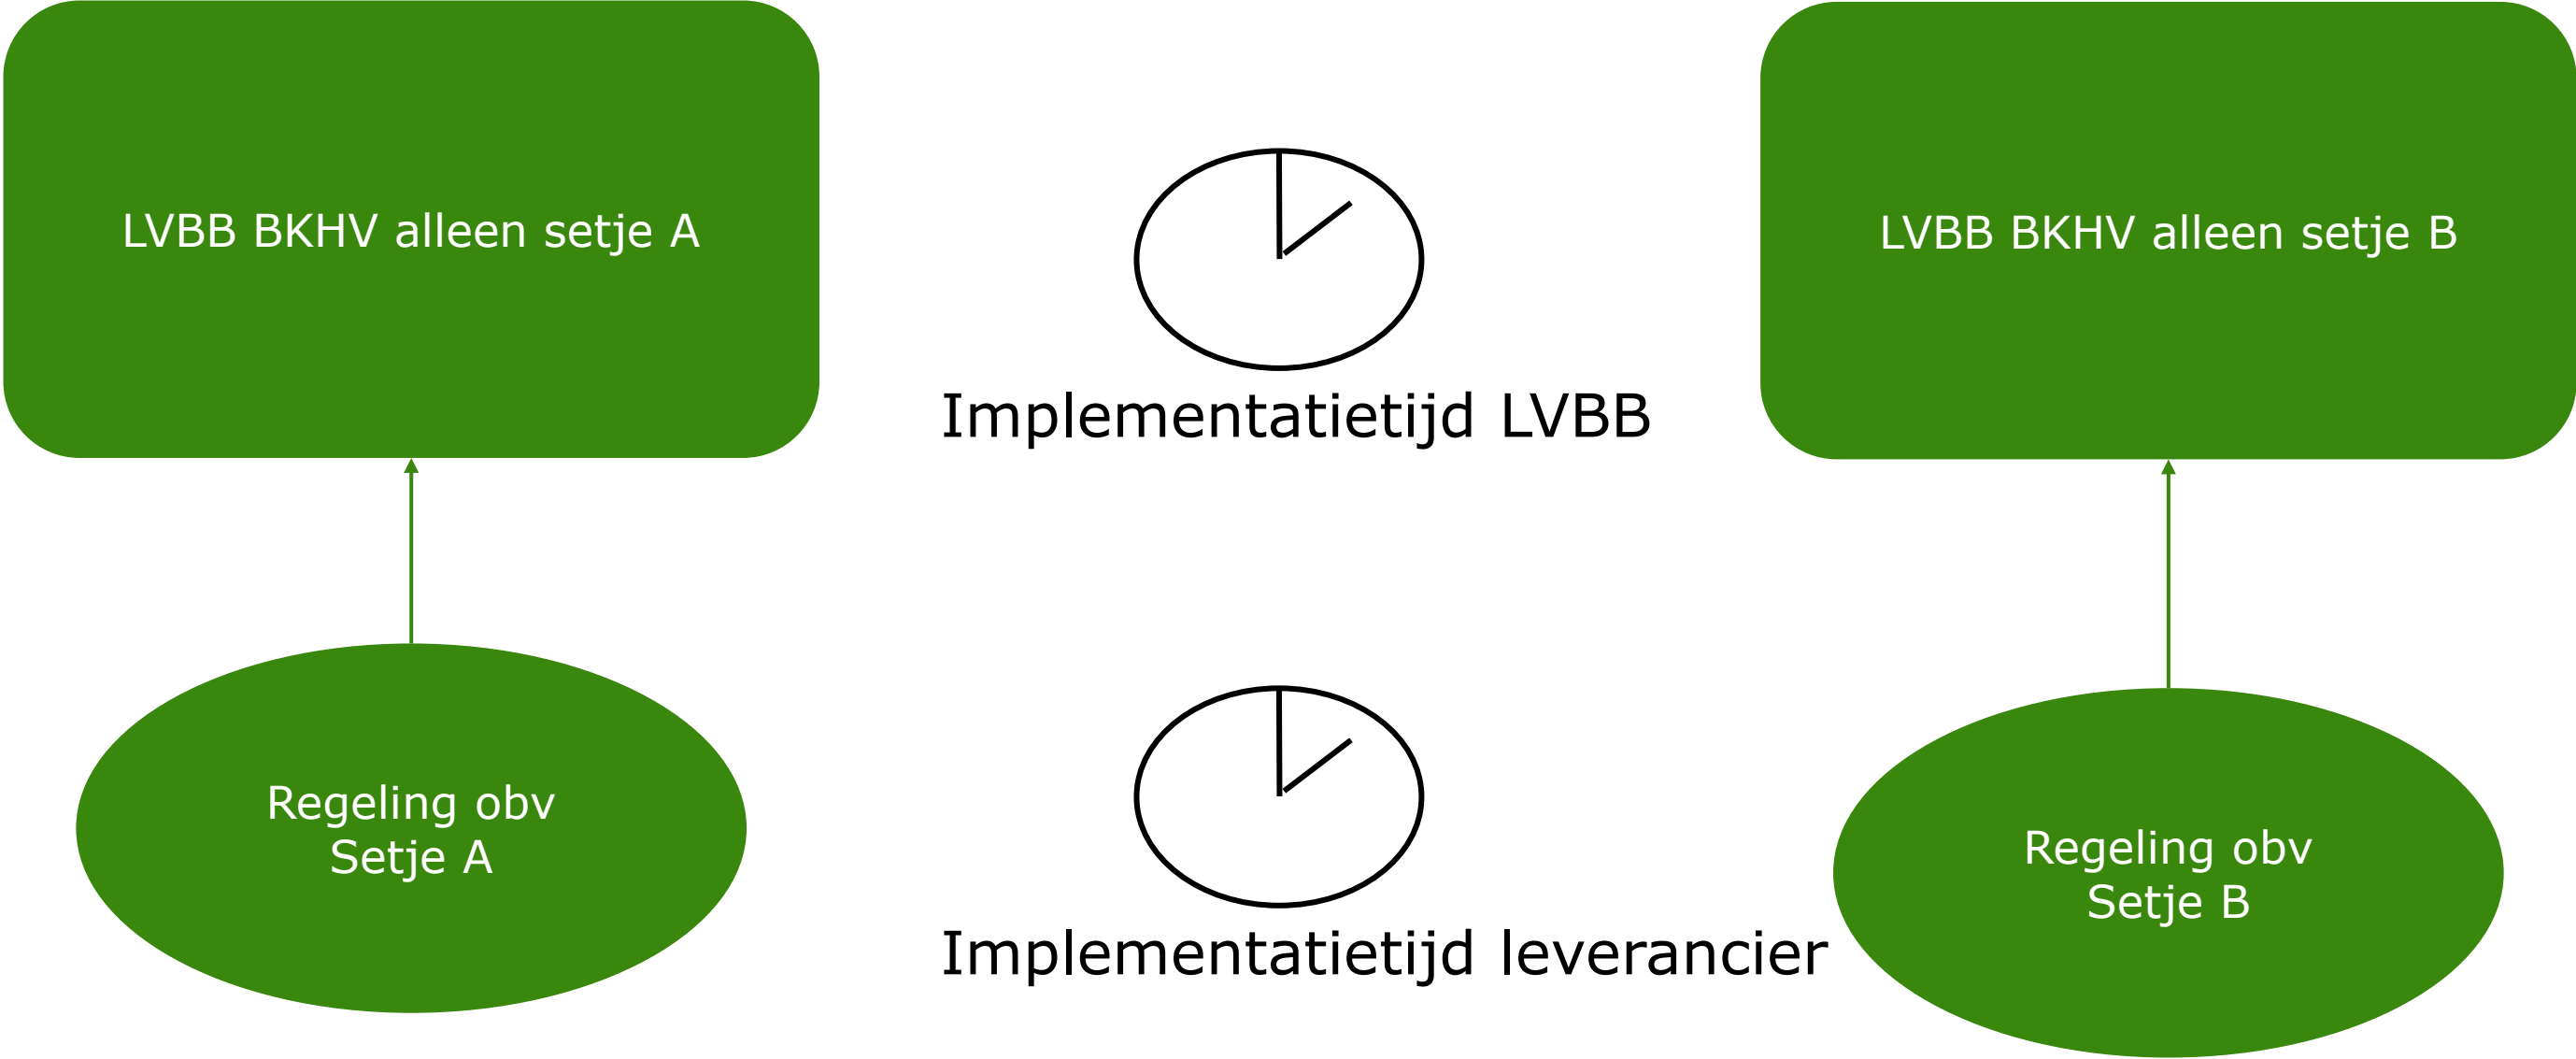 LVBB BKHV alleen setje A
LVBB BKHV alleen setje B
Implementatietijd LVBB
Regeling obv
Setje A
Regeling obv
Setje B
Implementatietijd leverancier